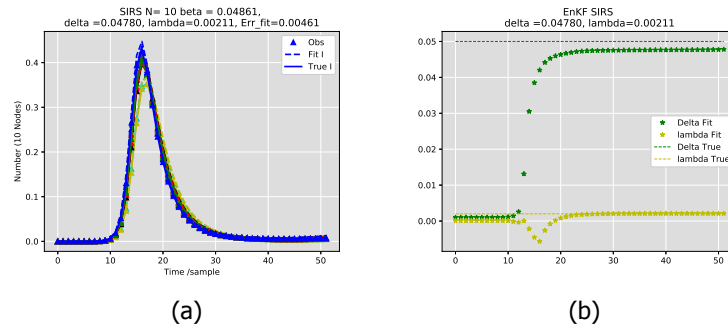 SIRS N= 10 beta = 0.04861,
delta =0.04780, lambda=0.00211, Err_fit=0.00461
Number (10 Nodes)
0.4
0.3
0.2
0.1
0.0
0
10
20
30
40
50
Time /sample
Obs
Fit I
True I
(a)
EnKF SIRS
delta =0.04780, lambda=0.00211
0.05
0.04
0.03
0.02
0.01
0.00
0
10
20
30
40
50
Delta Fit
lambda Fit
Delta True
lambda True
(b)